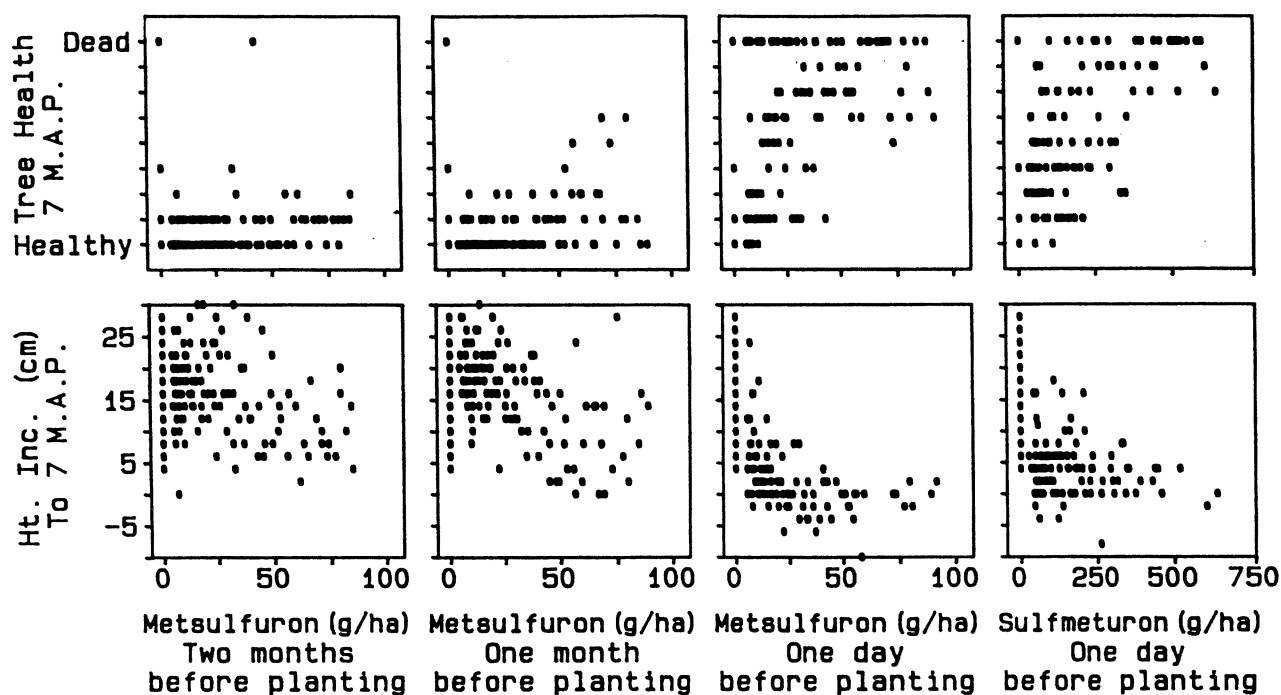 Tree Health
7 M.A.P.
Dead
Healthy
Ht. Inc. (cm)
To 7 M.A.P.
25
15
5
-5
0 50 100
0 50 100
0 50 100
0 250 500 750
Metsulfuron (g/ha)
Two months
before planting
Metsulfuron (g/ha)
One month
before planting
Metsulfuron (g/ha)
One day
before planting
Sulfmeturon (g/ha)
One day
before planting